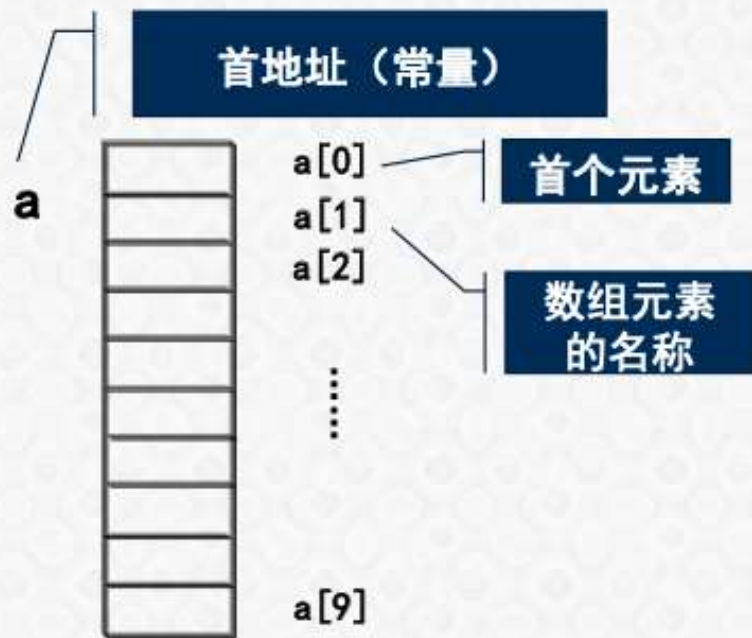 首地址（常量）
a
a[0]
首个元素
a[1]
a[2]
数组元素
的名称
······
a[9]